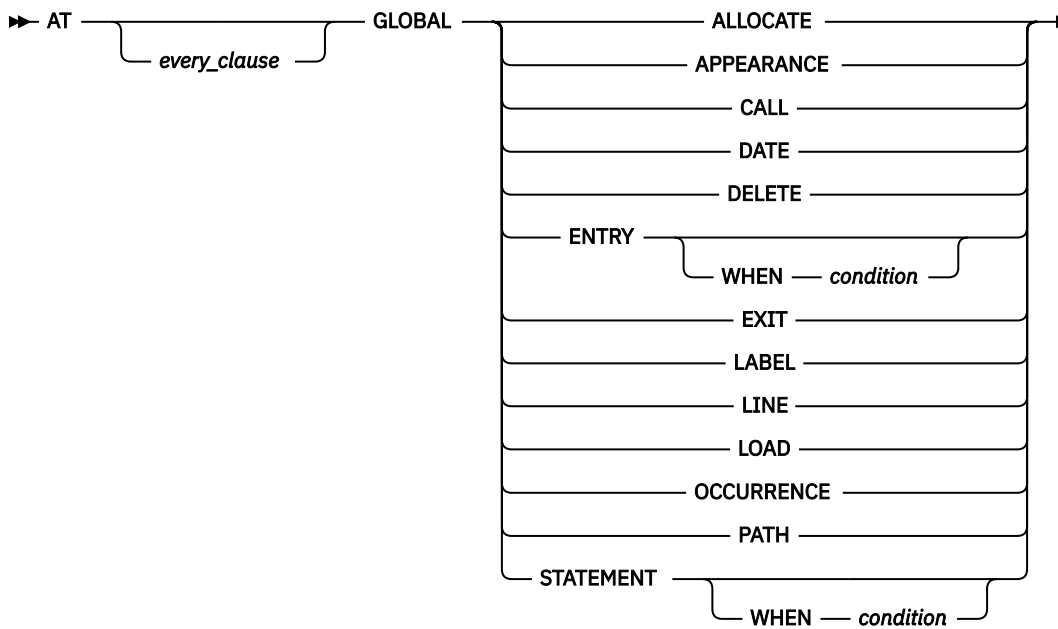 AT GLOBAL ALLOCATE
every_clause APPEARANCE
CALL
DATE
DELETE
ENTRY
WHEN condition
EXIT
LABEL
LINE
LOAD
OCCURRENCE
PATH
STATEMENT
WHEN condition